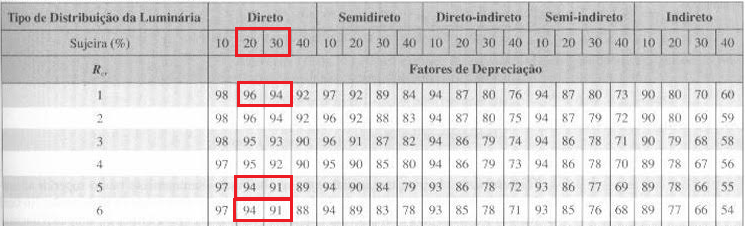 Tipo de Distribuição da Luminária Direto Semidireto Direto-indireto Semi-indireto Indireto
Sujeira (%) 10 20 30 40 10 20 30 40 10 20 30 40 10 20 30 40 10 20 30 40
Rcr Fatores de Depreciação
1 98 96 94 92 97 92 89 84 94 87 80 76 94 87 80 73 90 80 70 60
2 98 96 94 92 96 92 88 83 94 87 80 75 94 87 79 72 90 80 69 59
3 98 95 93 90 96 91 87 82 94 86 79 74 94 86 78 71 90 79 68 58
4 97 95 92 90 95 90 85 80 94 86 79 73 94 86 78 70 89 78 67 56
5 97 94 91 89 94 90 84 79 93 86 78 72 93 86 77 69 89 78 66 55
6 97 94 91 88 94 89 83 78 93 85 78 71 93 85 76 68 89 77 66 54